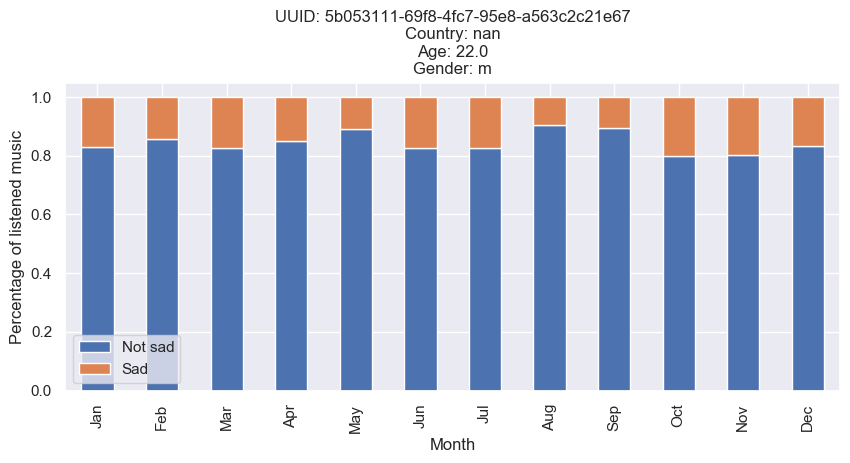 UUID: 5b053111-69f8-4fc7-95e8-a563c2c21e67
Country: nan
Age: 22.0
Gender: m
Percentage of listened music
1.0
0.8
0.6
0.4
0.2
0.0
Not sad
Sad
Jan
Feb
Mar
Apr
May
Jun
Jul
Aug
Sep
Oct
Nov
Dec
Month